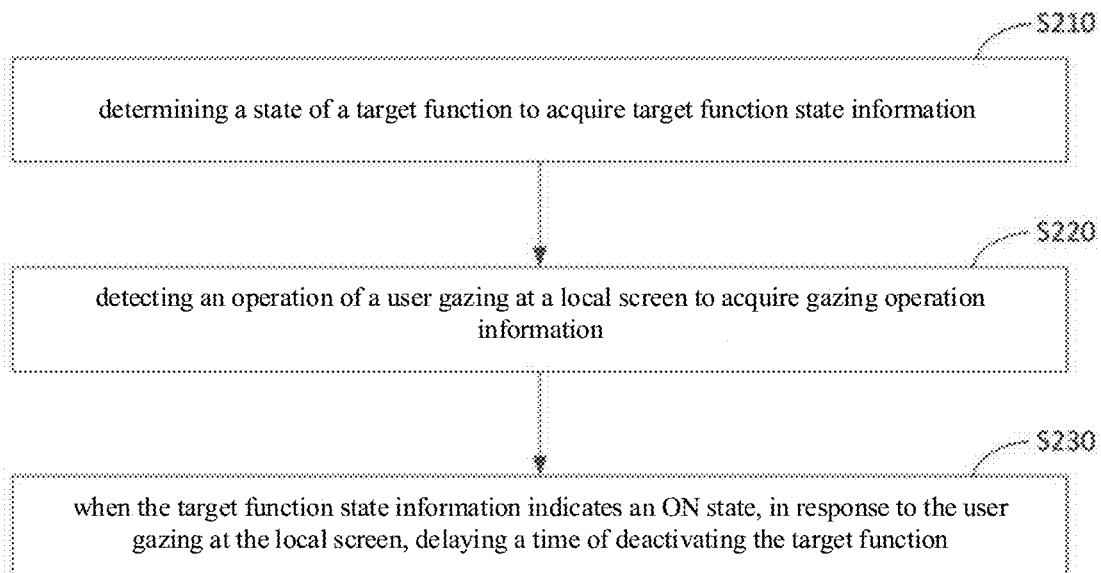 S210
determining a state of a target function to acquire target function state information
S220
detecting an operation of a user gazing at a local screen to acquire gazing operation
information
S230
when the target function state information indicates an ON state, in response to the user
gazing at the local screen, delaying a time of deactivating the target function